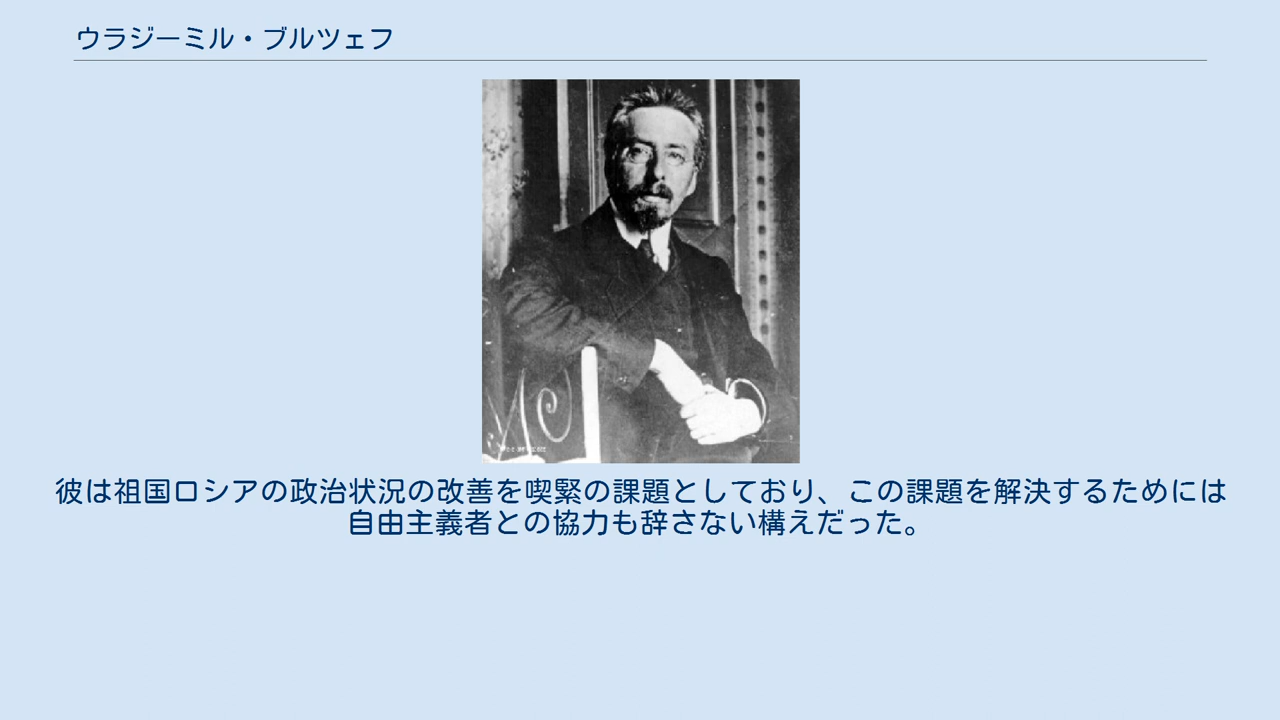 ウラジーミル・ブルツェフ
彼は祖国ロシアの政治状況の改善を喫緊の課題としており、この課題を解決するためには
自由主義者との協力も辞さない構えだった。